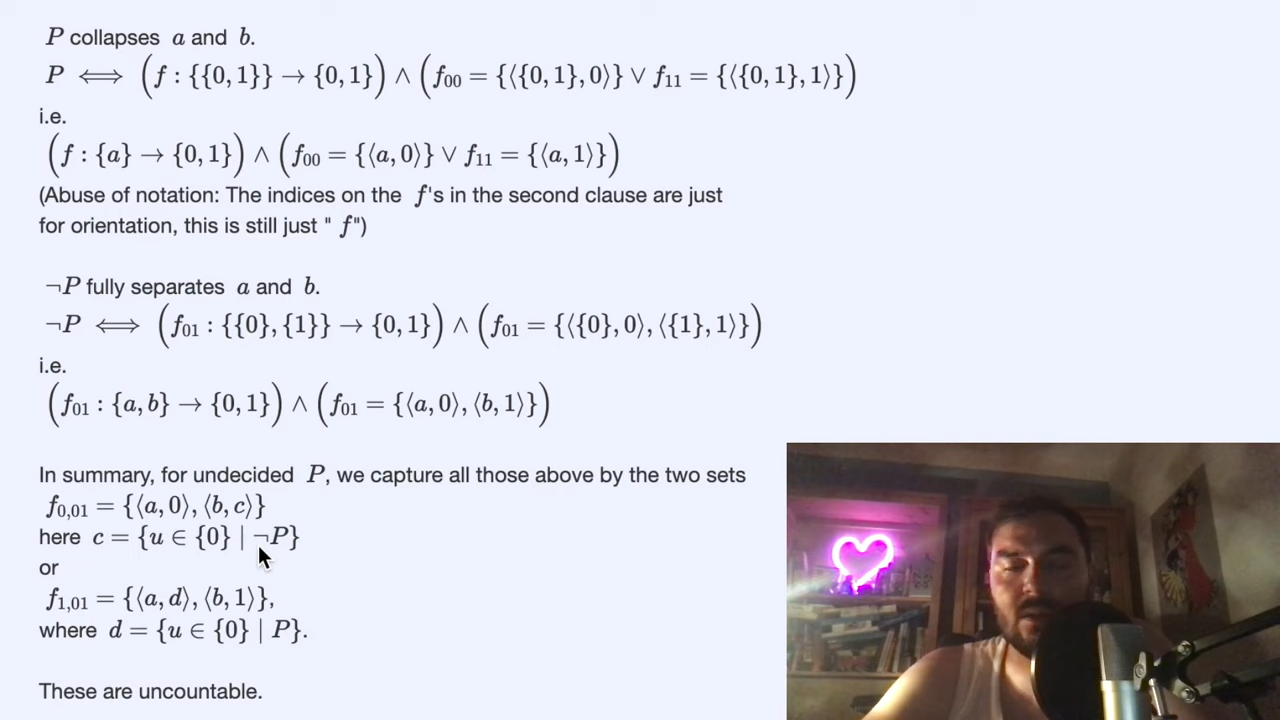 P collapses a and b.
P ⟺ (f : {{0, 1}} → {0, 1}) ∧ (f₀₀ = {⟨{0, 1}, 0⟩} ∨ f₁₁ = {⟨{0, 1}, 1⟩})
i.e.
(f : {a} → {0, 1}) ∧ (f₀₀ = {⟨a, 0⟩} ∨ f₁₁ = {⟨a, 1⟩})
(Abuse of notation: The indices on the f's in the second clause are just
for orientation, this is still just " f")
¬P fully separates a and b.
¬P ⟺ (f₀₁ : {{0}, {1}} → {0, 1}) ∧ (f₀₁ = {⟨{0}, 0⟩, ⟨{1}, 1⟩})
i.e.
(f₀₁ : {a, b} → {0, 1}) ∧ (f₀₁ = {⟨a, 0⟩, ⟨b, 1⟩})
In summary, for undecided P, we capture all those above by the two sets
f₀,₀₁ = {⟨a, 0⟩, ⟨b, c⟩}
here c = {u ∈ {0} | ¬P}
or
f₁,₀₁ = {⟨a, d⟩, ⟨b, 1⟩},
where d = {u ∈ {0} | P}.
These are uncountable.